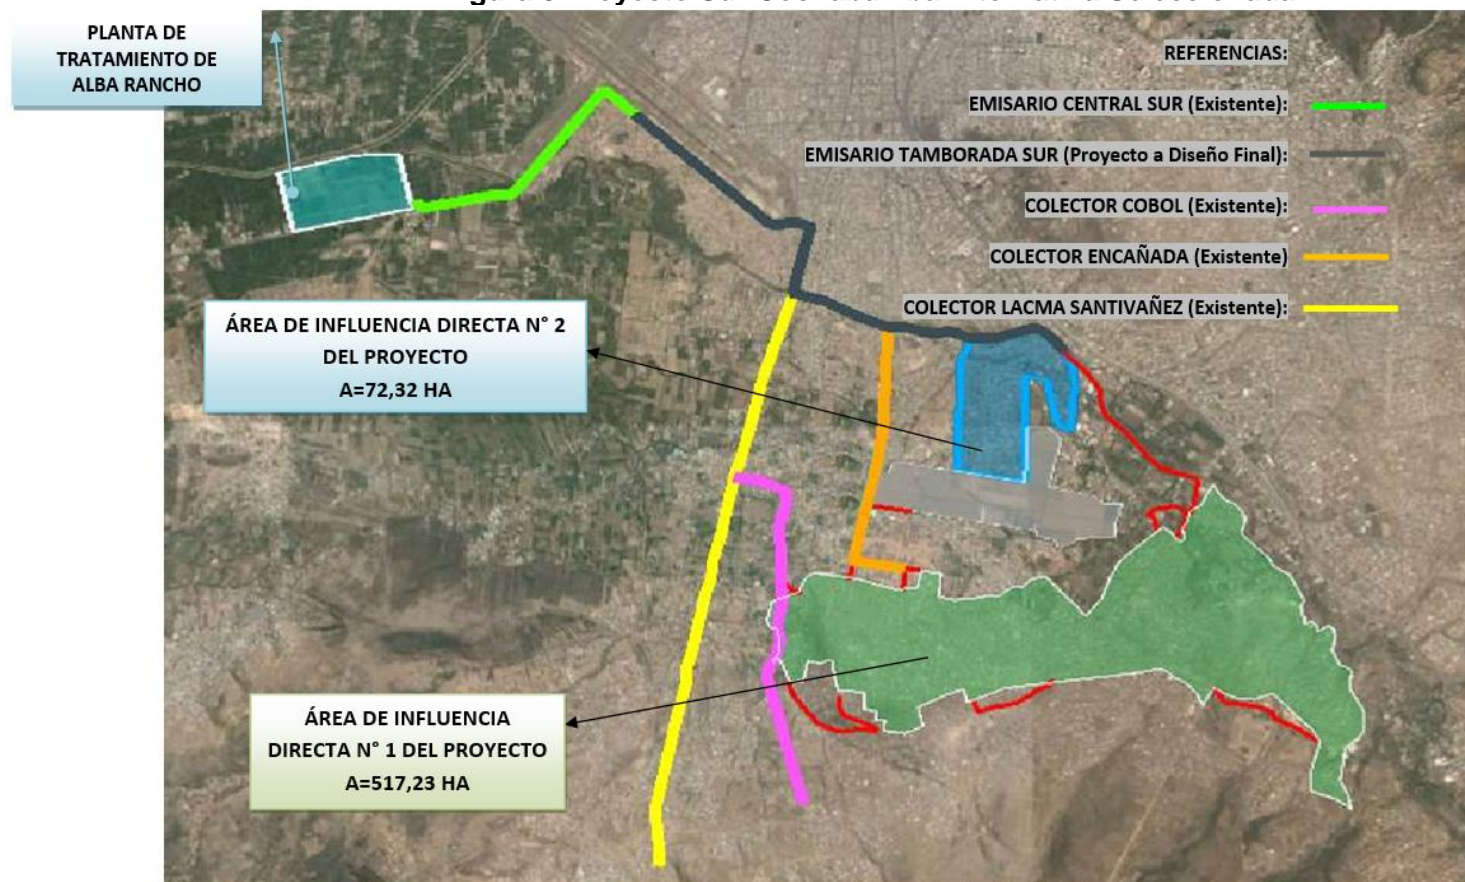 PLANTA DE
TRATAMIENTO DE
ALBA RANCHO
REFERENCIAS:
EMISARIO CENTRAL SUR (Existente):
EMISARIO TAMBORADA SUR (Proyecto a Diseño Final):
COLECTOR COBOL (Existente):
COLECTOR ENCAÑADA (Existente)
COLECTOR LACMA SANTIVAÑEZ (Existente):
ÁREA DE INFLUENCIA DIRECTA N° 2
DEL PROYECTO
A=72,32 HA
ÁREA DE INFLUENCIA
DIRECTA N° 1 DEL PROYECTO
A=517,23 HA